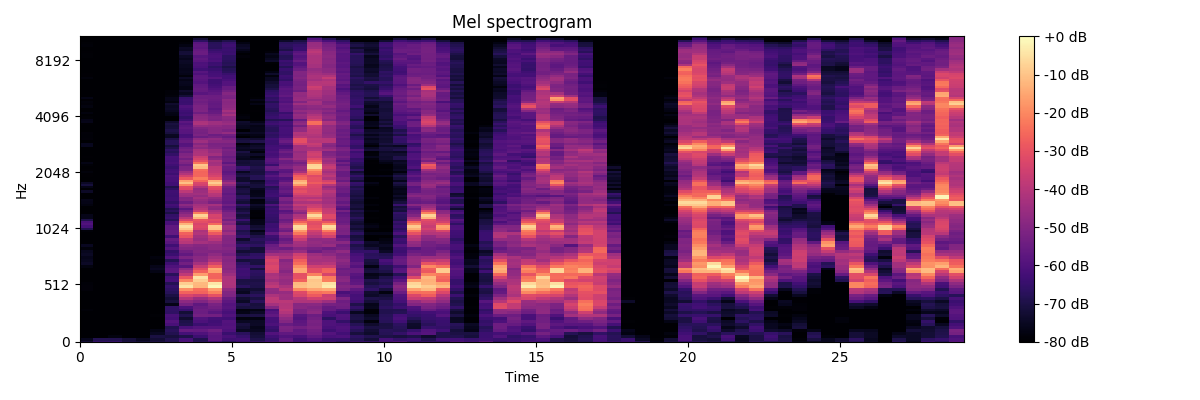 Mel spectrogram
+0 dB
8192
-10 dB
4096
-20 dB
-30 dB
2048
-40 dB
Hz
1024
-50 dB
-60 dB
512
-70 dB
0
-80 dB
0 5 10 15 20 25
Time